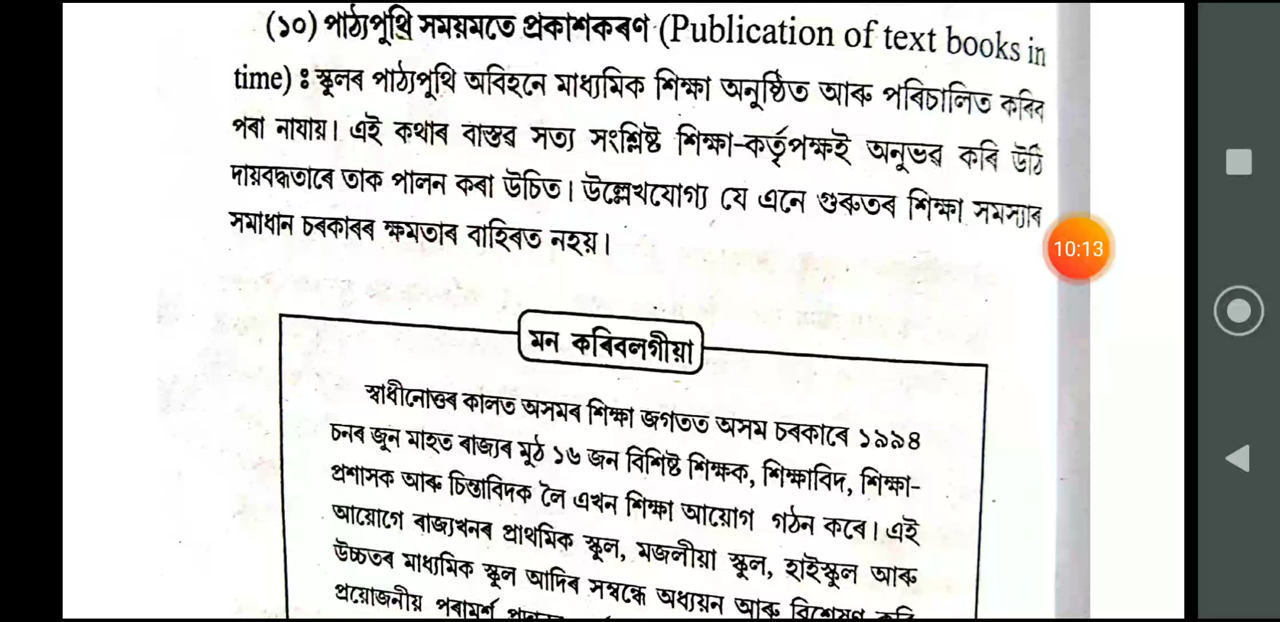 (১০) পাঠ্যপুথি সময়মতে প্ৰকাশকৰণ (Publication of text books in
time) ঃ স্কুলৰ পাঠ্যপুথি অবিহনে মাধ্যমিক শিক্ষা অনুষ্ঠিত আৰু পৰিচালিত কৰিব
পৰা নাযায়। এই কথাৰ বাস্তৱ সত্য সংশ্লিষ্ট শিক্ষা-কৰ্তৃপক্ষই অনুভৱ কৰি উঠি
দায়বদ্ধতাৰে তাক পালন কৰা উচিত। উল্লেখযোগ্য যে এনে গুৰুতৰ শিক্ষা সমস্যাৰ
সমাধান চৰকাৰৰ ক্ষমতাৰ বাহিৰত নহয়।
10:13
মন কৰিবলগীয়া
স্বাধীনোত্তৰ কালত অসমৰ শিক্ষা জগতত অসম চৰকাৰে ১৯৯৪
চনৰ জুন মাহত ৰাজ্যৰ মুঠ ১৬ জন বিশিষ্ট শিক্ষক, শিক্ষাবিদ, শিক্ষা-
প্ৰশাসক আৰু চিন্তাবিদক লৈ এখন শিক্ষা আয়োগ গঠন কৰে। এই
আয়োগে ৰাজ্যখনৰ প্ৰাথমিক স্কুল, মজলীয়া স্কুল, হাইস্কুল আৰু
উচ্চতৰ মাধ্যমিক স্কুল আদিৰ সম্বন্ধে অধ্যয়ন আৰু বিশ্লেষণ কৰি
প্ৰয়োজনীয় পৰামৰ্শ